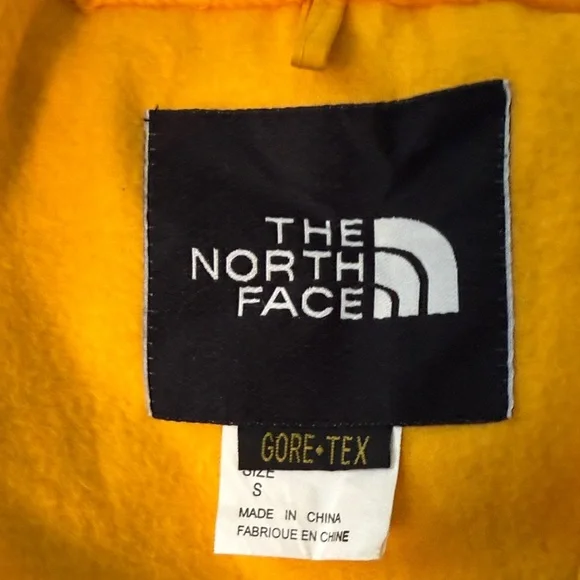 THE
NORTH
FACE
GORE-TEX
SIZE
S
MADE IN CHINA
FABRIQUE EN CHINE